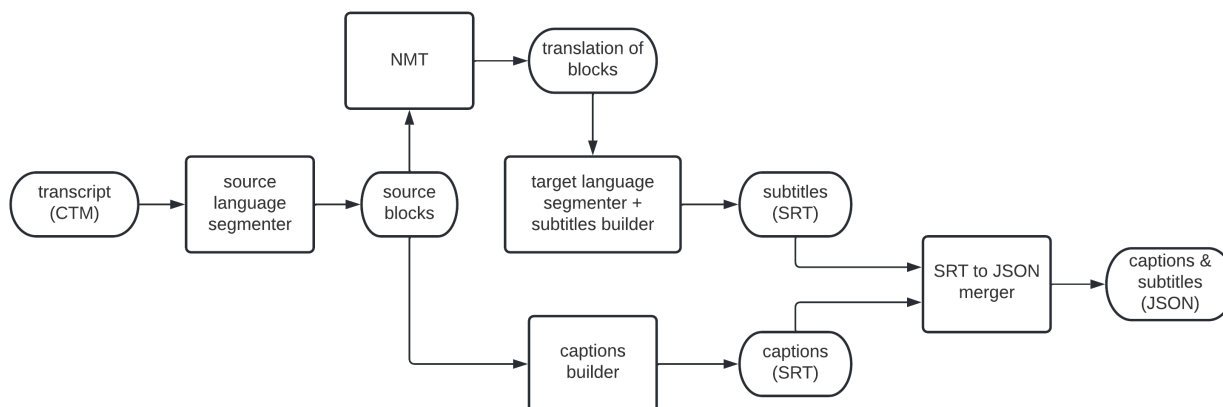 NMT
translation of
blocks
transcript
(CTM)
source
language
segmenter
source
blocks
target language
segmenter +
subtitles builder
subtitles
(SRT)
SRT to JSON
merger
captions &
subtitles
(JSON)
captions
builder
captions
(SRT)